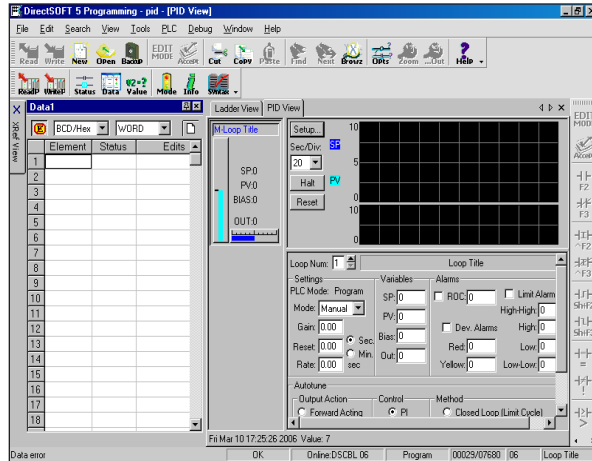 DirectSOFT 5 Programming - pid - [PID View]
File Edit Search View Tools PLC Debug Window Help
Read Write New Open Backup EDIT MODE Accept Cut Copy Paste Find Next Browz Opts Zoom ...Out Help
ReadP WriteP Status Data Value Mode Info Syntax
XRef View
Data1
BCD/Hex WORD
Element Status Edits
1
2
3
4
5
6
7
8
9
10
11
12
13
14
15
16
17
18
Ladder View PID View
M-Loop Title
SP:0
PV:0
BIAS:0
OUT:0
Setup...
Sec/Div:
20
Halt
Reset
SP
PV
10
5
0
10
0
Loop Num: 1 Loop Title
Settings
PLC Mode: Program
Mode: Manual
Gain: 0.00
Reset: 0.00
Sec.
Min.
Rate: 0.00 sec
Variables
SP: 0
PV: 0
Bias: 0
Out: 0
Alarms
ROC: 0
Limit Alarm
High-High: 0
Dev. Alarms
High: 0
Red: 0
Low: 0
Yellow: 0
Low-Low: 0
Autotune
Output Action
Forward Acting
Control
PI
Method
Closed Loop (Limit Cycle)
EDIT
MODE
Accept
F2
F3
^F2
^F3
Sh+F2
Sh+F3
=
!
>
Fri Mar 10 17:25:26 2006 Value: 7
Data error OK Online:DSCBL 06 Program 00029/07680 06 Loop Title